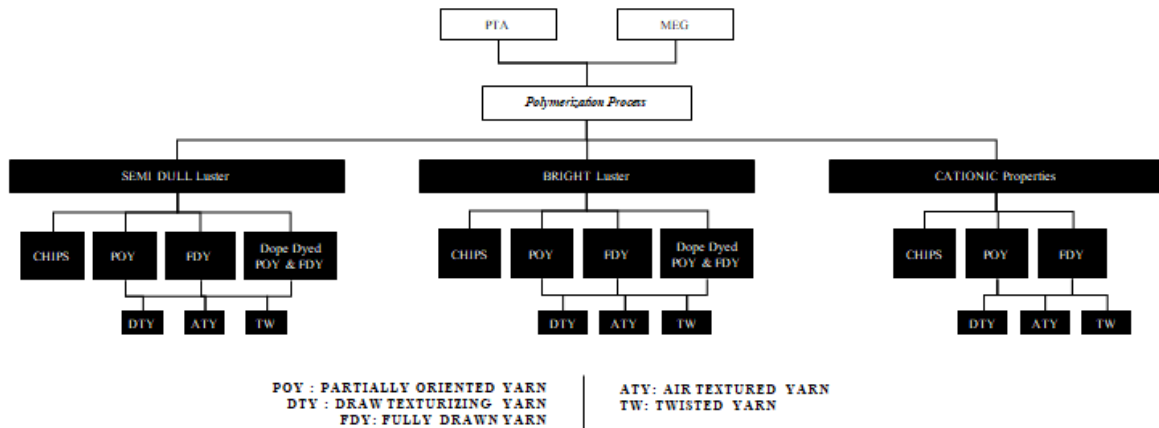 PTA
MEG
Polymerization Process
SEMI DULL Luster
BRIGHT Luster
CATIONIC Properties
CHIPS
POY
FDY
Dope Dyed
POY & FDY
CHIPS
POY
FDY
Dope Dyed
POY & FDY
CHIPS
POY
FDY
DTY
ATY
TW
DTY
ATY
TW
DTY
ATY
TW
POY : PARTIALLY ORIENTED YARN
DTY : DRAW TEXTURIZING YARN
FDY: FULLY DRAWN YARN
ATY: AIR TEXTURED YARN
TW: TWISTED YARN